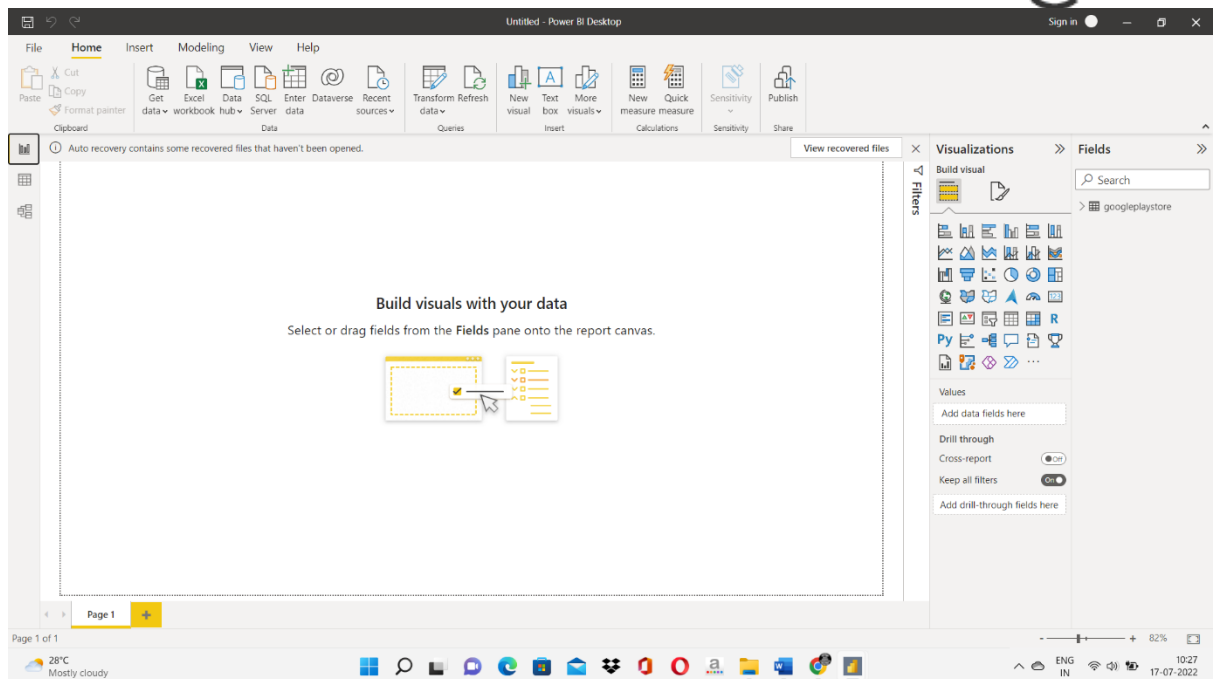 Untitled - Power BI Desktop
Sign in
File Home Insert Modeling View Help
Paste
Cut
Copy
Format painter
Get data
Excel workbook
Data hub
SQL Server
Enter data
Dataverse
Recent sources
Transform data
Refresh
New visual
Text box
More visuals
New measure
Quick measure
Sensitivity
Publish
Clipboard Data Queries Insert Calculations Sensitivity Share
Auto recovery contains some recovered files that haven't been opened.
View recovered files
Filters
Build visuals with your data
Select or drag fields from the Fields pane onto the report canvas.
Visualizations
Build visual
123
R
Py
Values
Add data fields here
Drill through
Cross-report Off
Keep all filters On
Add drill-through fields here
Fields
Search
googleplaystore
Page 1
Page 1 of 1
82%
28°C
Mostly cloudy
a
ENG
IN
10:27
17-07-2022